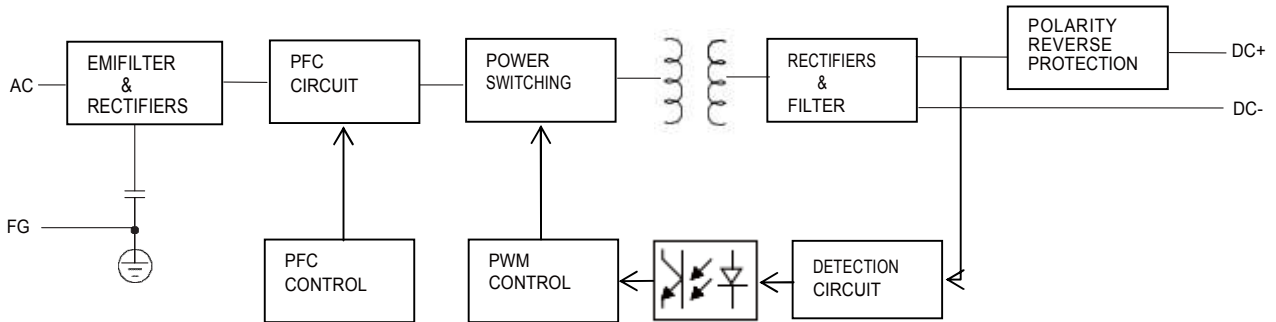 AC
EMIFILTER
&
RECTIFIERS
PFC
CIRCUIT
POWER
SWITCHING
RECTIFIERS
&
FILTER
POLARITY
REVERSE
PROTECTION
DC+
DC-
FG
PFC
CONTROL
PWM
CONTROL
DETECTION
CIRCUIT